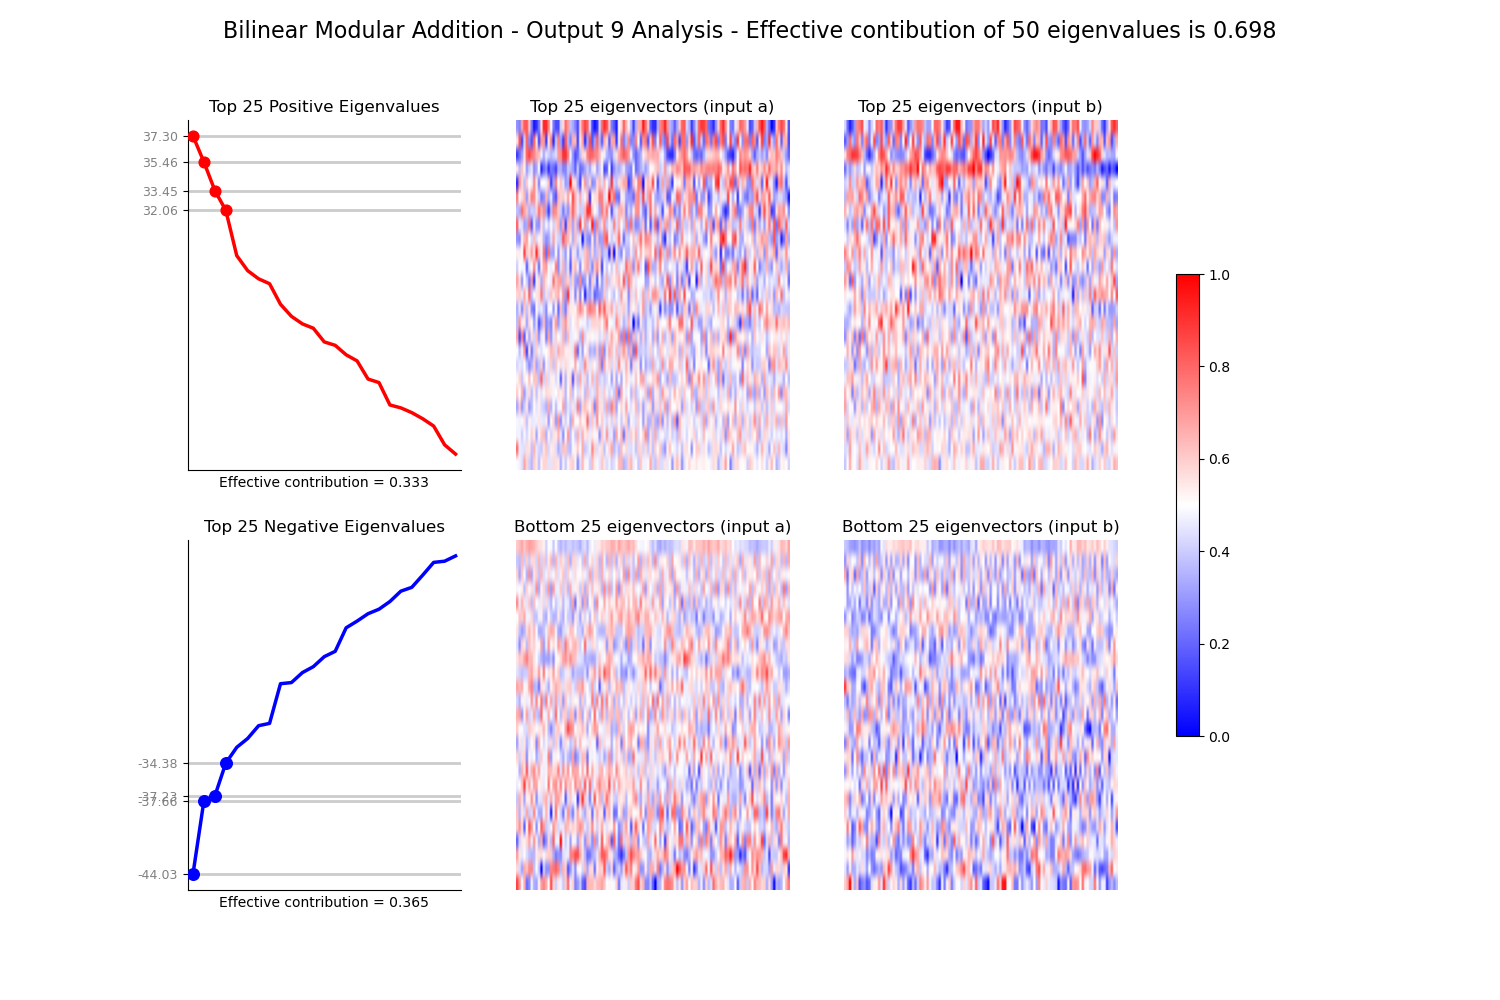 Bilinear Modular Addition - Output 9 Analysis - Effective contibution of 50 eigenvalues is 0.698
Top 25 Positive Eigenvalues
Top 25 eigenvectors (input a)
Top 25 eigenvectors (input b)
37.30
35.46
33.45
32.06
Effective contribution = 0.333
1.0
0.8
0.6
0.4
0.2
0.0
Top 25 Negative Eigenvalues
Bottom 25 eigenvectors (input a)
Bottom 25 eigenvectors (input b)
-34.38
-37.23
-37.66
-44.03
Effective contribution = 0.365